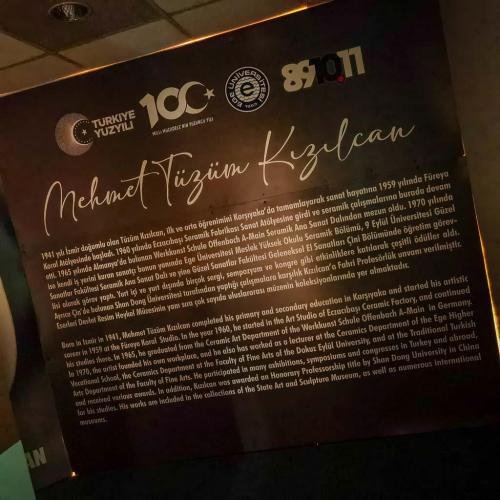 TÜRKİYE
YÜZYILI
100
EGE ÜNİVERSİTESİ
1955
891011
Mehmet Tüzüm Kızılcan
1941 yılı İzmir doğumlu olan Tüzüm Kızılcan, ilk ve orta öğrenimini Karşıyaka'da tamamlayarak sanat hayatına 1959 yılında Füreya
Koral Atölyesinde başladı. 1960 yılında Eczacıbaşı Seramik Fabrikası Sanat Atölyesine girdi ve seramik çalışmalarına burada devam
etti. 1965 yılında Almanya'da bulunan Werkkunst Schule Offenbach A-Main Seramik Ana Sanat Dalından mezun oldu. 1970 yılında
ise kendi iş yerini kuran sanatçı bunun yanında Ege Üniversitesi Meslek Yüksek Okulu Seramik Bölümü, 9 Eylül Üniversitesi Güzel
Sanatlar Fakültesi Seramik Ana Sanat Dalı ve yine Güzel Sanatlar Fakültesi Geleneksel El Sanatları Çini Bölümünde öğretim görev-
lisi olarak görev yaptı. Yurt içi ve yurt dışında birçok sergi, sempozyum ve kongre gibi etkinliklere katılarak çeşitli ödüller aldı.
Ayrıca Çin'de bulunan Shan Dong Üniversitesi tarafından yaptığı çalışmalarla başarılı Kızılcan'a Fahri Profesörlük unvanı verilmiştir.
Eserleri Devlet Resim Heykel Müzesinin yanı sıra çok sayıda uluslararası müzenin koleksiyonlarında yer almaktadır.
Born in İzmir in 1941, Mehmet Tüzüm Kızılcan completed his primary and secondary education in Karşıyaka and started his artistic
career in 1959 at the Füreya Koral Studio. In the year 1960, he started in the Art Studio of Eczacıbaşı Ceramic Factory, and continued
his studies there. In 1965, he graduated from the Ceramic Art Department of the Werkkunst Schule Offenbach A-Main in Germany.
In 1970, the artist founded his own workplace, and he also has worked as a lecturer at the Ceramics Department of the Ege Higher
Vocational School, the Ceramics Department at the Faculty of Fine Arts of the Dokuz Eylül University, and at the Traditional Turkish
Arts Department of the Faculty of Fine Arts. He participated in many exhibitions, symposiums and congresses in Turkey and abroad,
and received various awards. In addition, Kızılcan was awarded an Honorary Professorship title by Shan Dong University in China
for his studies. His works are included in the collections of the State Art and Sculpture Museum, as well as numerous international
museums.
AN